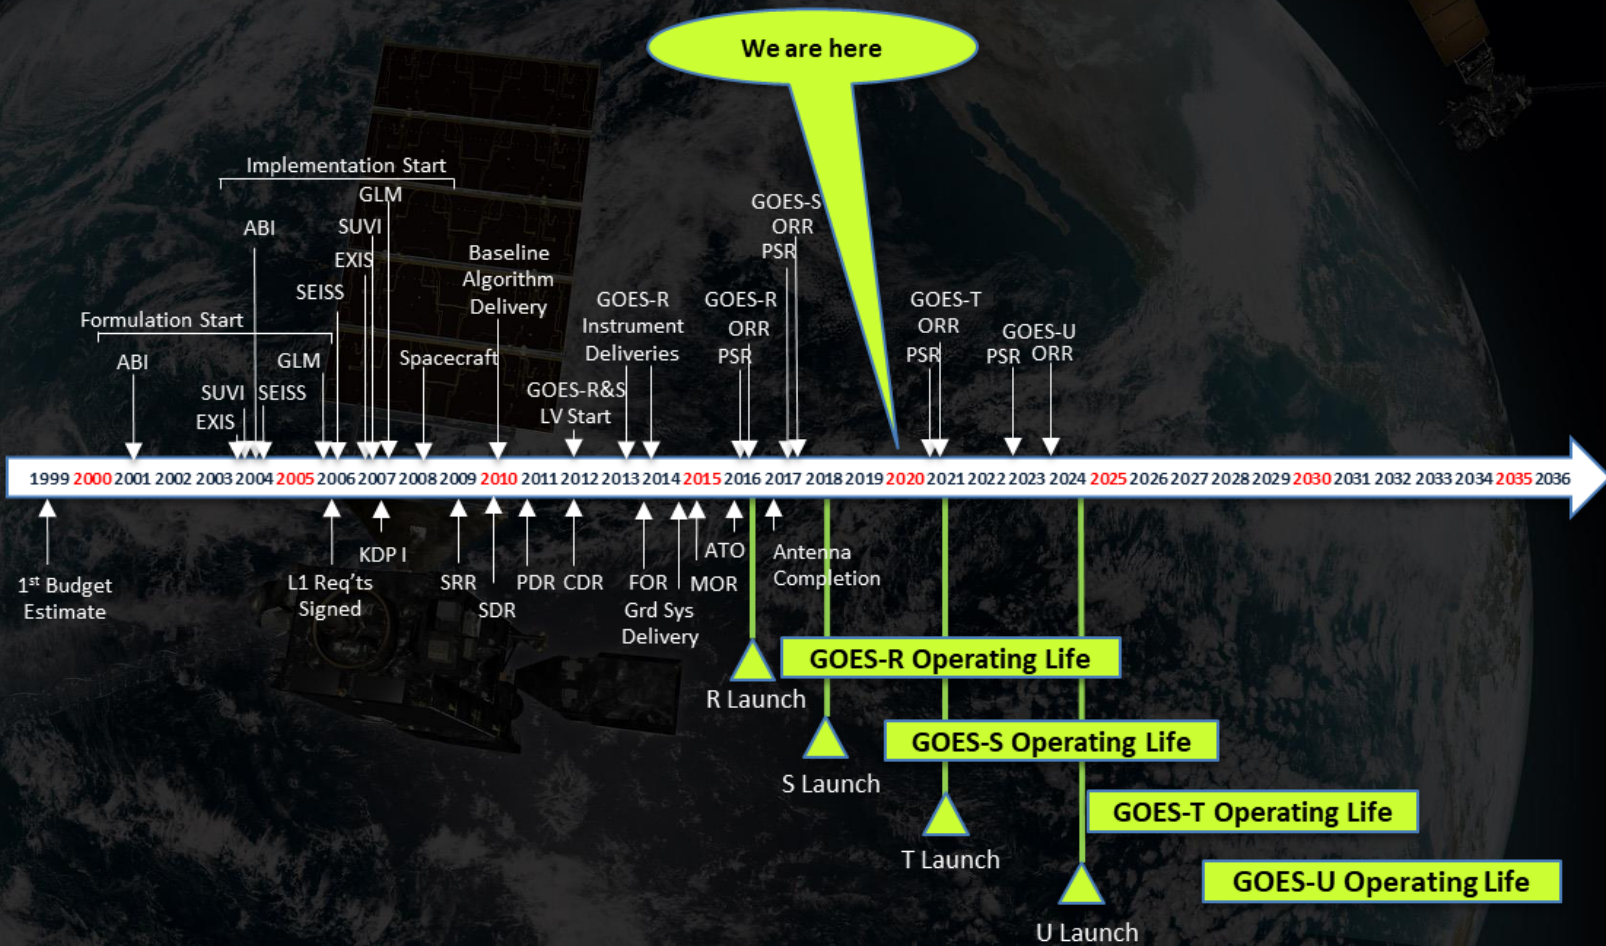 We are here
Implementation Start
GLM
ABI
SUVI
EXIS
SEISS
Formulation Start
ABI
GLM
SUVI
SEISS
EXIS
Spacecraft
Baseline
Algorithm
Delivery
GOES-R&S
LV Start
GOES-R
Instrument
Deliveries
GOES-R
ORR
PSR
GOES-S
ORR
PSR
GOES-T
ORR
PSR
GOES-U
PSR ORR
1999 2000 2001 2002 2003 2004 2005 2006 2007 2008 2009 2010 2011 2012 2013 2014 2015 2016 2017 2018 2019 2020 2021 2022 2023 2024 2025 2026 2027 2028 2029 2030 2031 2032 2033 2034 2035 2036
1st Budget
Estimate
L1 Req'ts
Signed
KDP I
SRR
SDR
PDR
CDR
FOR
Grd Sys
Delivery
MOR
ATO
Antenna
Completion
GOES-R Operating Life
R Launch
GOES-S Operating Life
S Launch
GOES-T Operating Life
T Launch
GOES-U Operating Life
U Launch